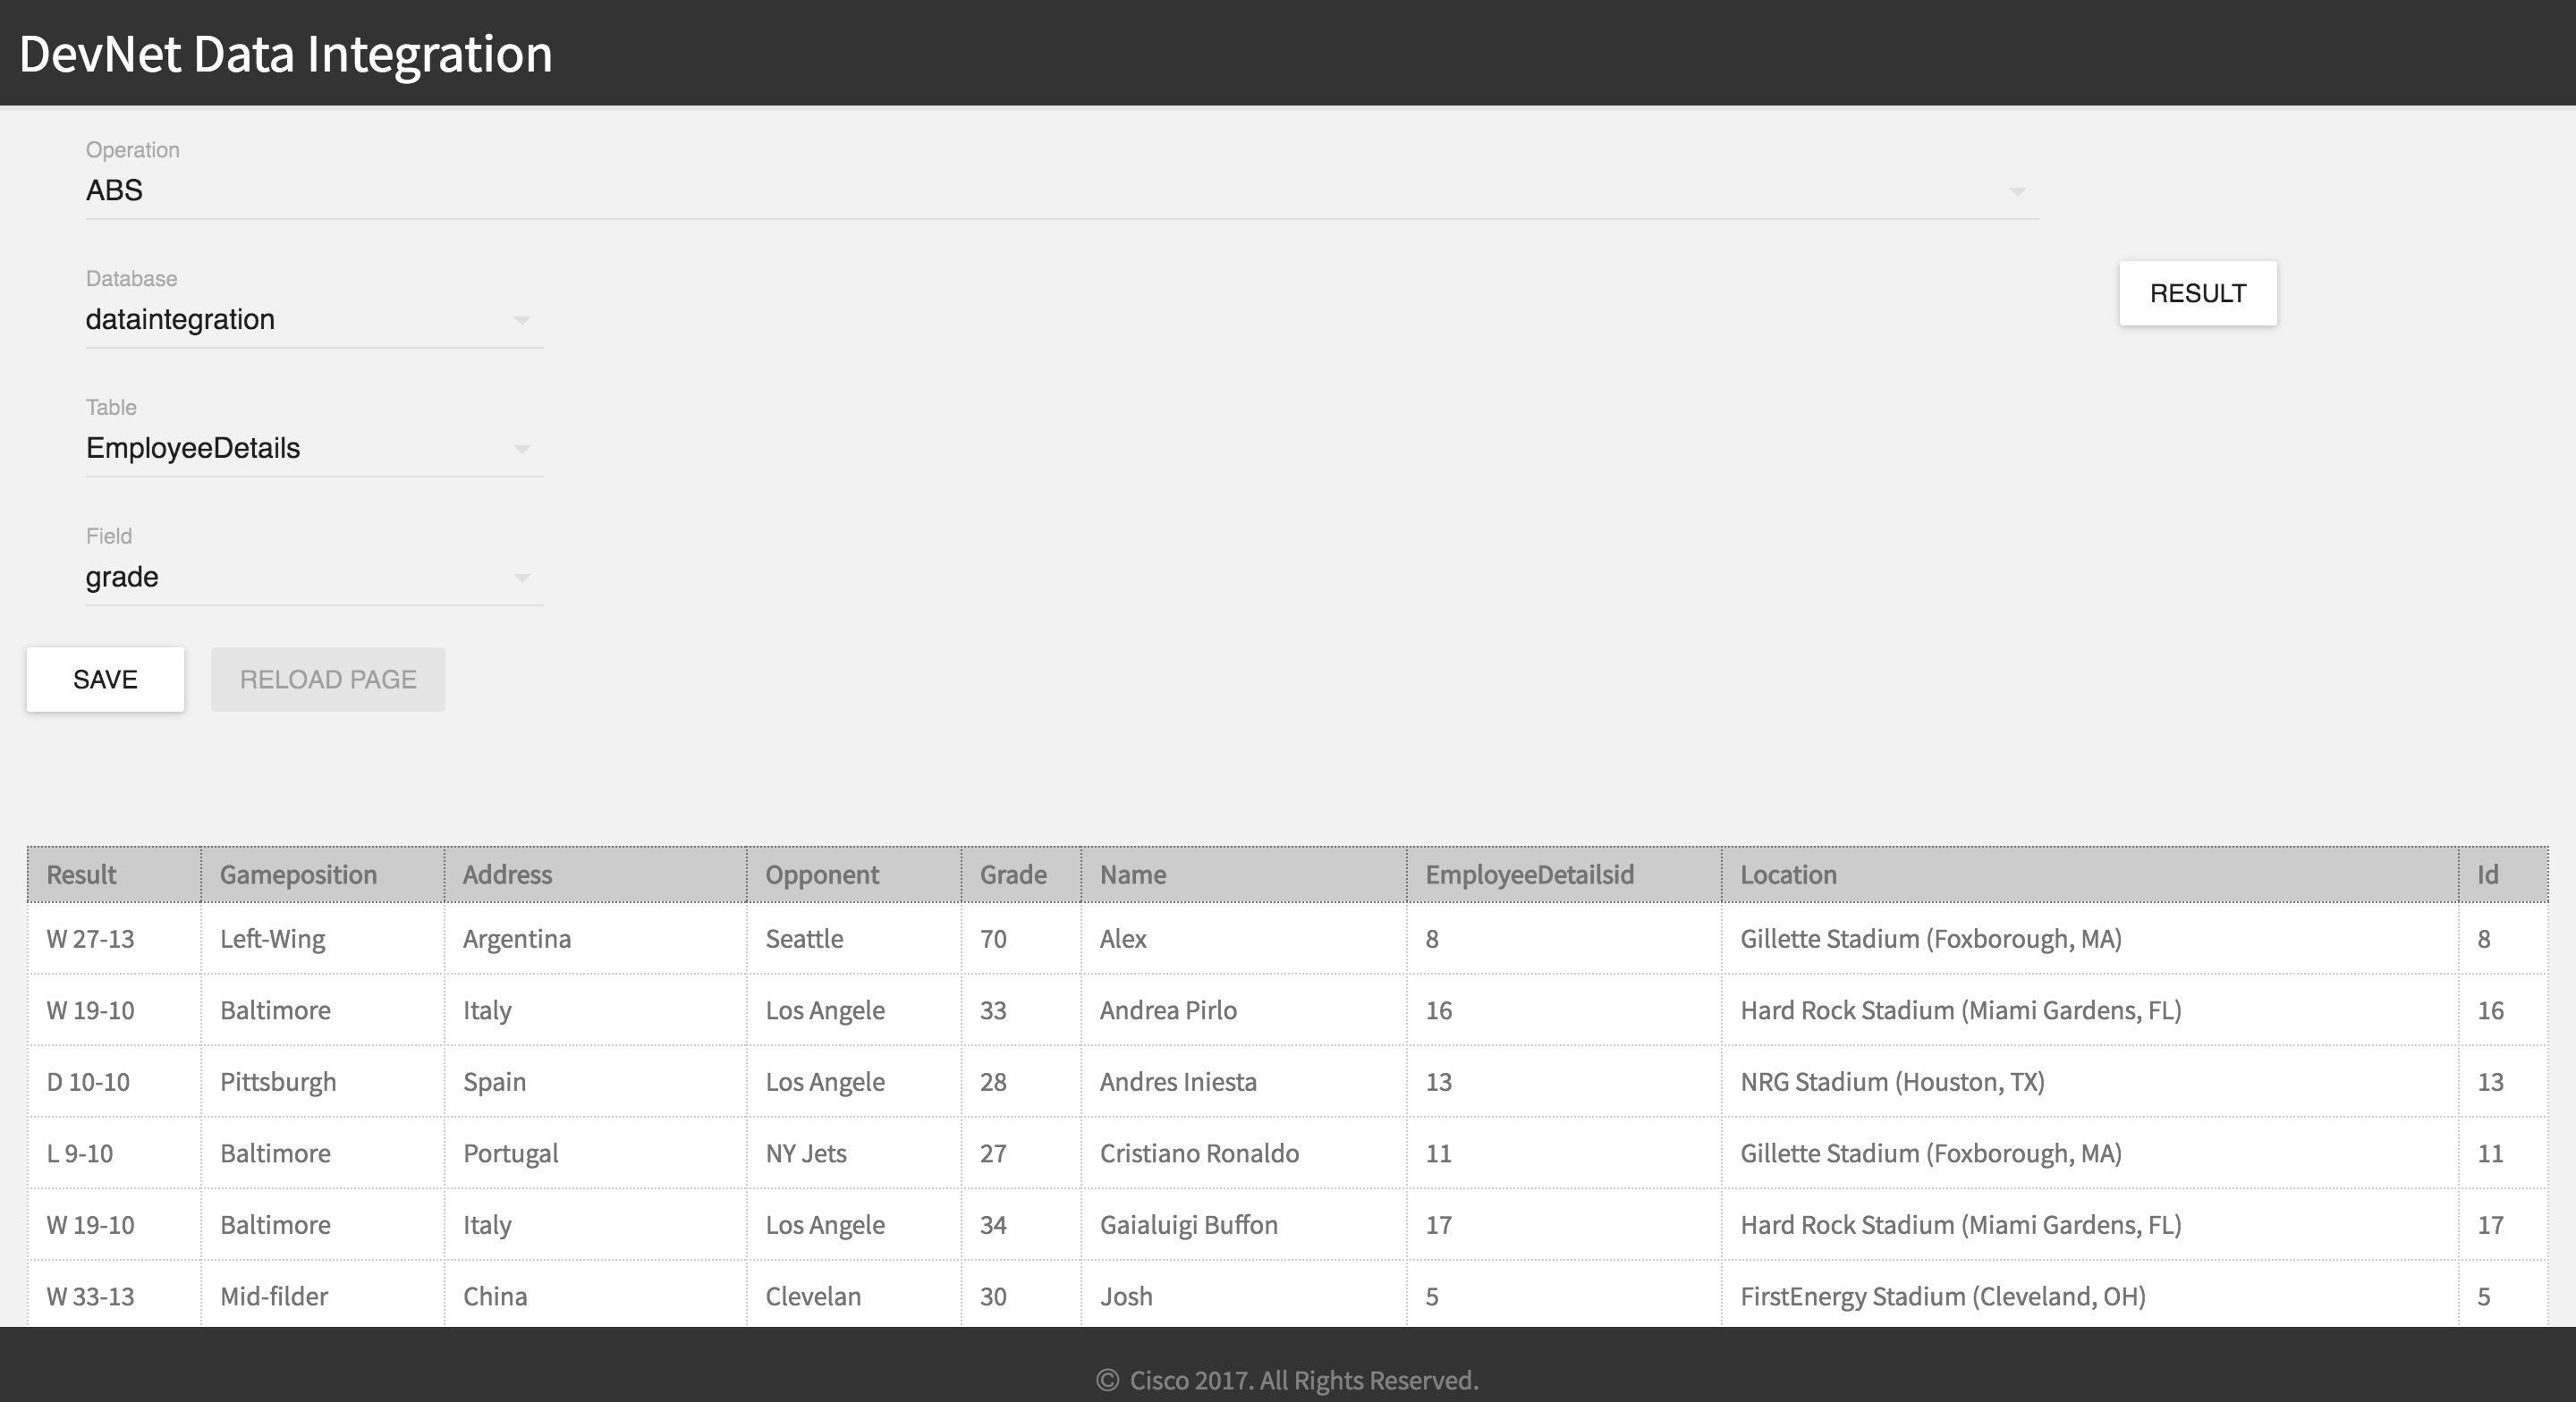 DevNet Data Integration
Operation
ABS
Database
dataintegration
RESULT
Table
EmployeeDetails
Field
grade
SAVE RELOAD PAGE
Result Gameposition Address Opponent Grade Name EmployeeDetailsid Location Id
W 27-13 Left-Wing Argentina Seattle 70 Alex 8 Gillette Stadium (Foxborough, MA) 8
W 19-10 Baltimore Italy Los Angele 33 Andrea Pirlo 16 Hard Rock Stadium (Miami Gardens, FL) 16
D 10-10 Pittsburgh Spain Los Angele 28 Andres Iniesta 13 NRG Stadium (Houston, TX) 13
L 9-10 Baltimore Portugal NY Jets 27 Cristiano Ronaldo 11 Gillette Stadium (Foxborough, MA) 11
W 19-10 Baltimore Italy Los Angele 34 Gaialuigi Buffon 17 Hard Rock Stadium (Miami Gardens, FL) 17
W 33-13 Mid-filder China Clevelan 30 Josh 5 FirstEnergy Stadium (Cleveland, OH) 5
© Cisco 2017. All Rights Reserved.